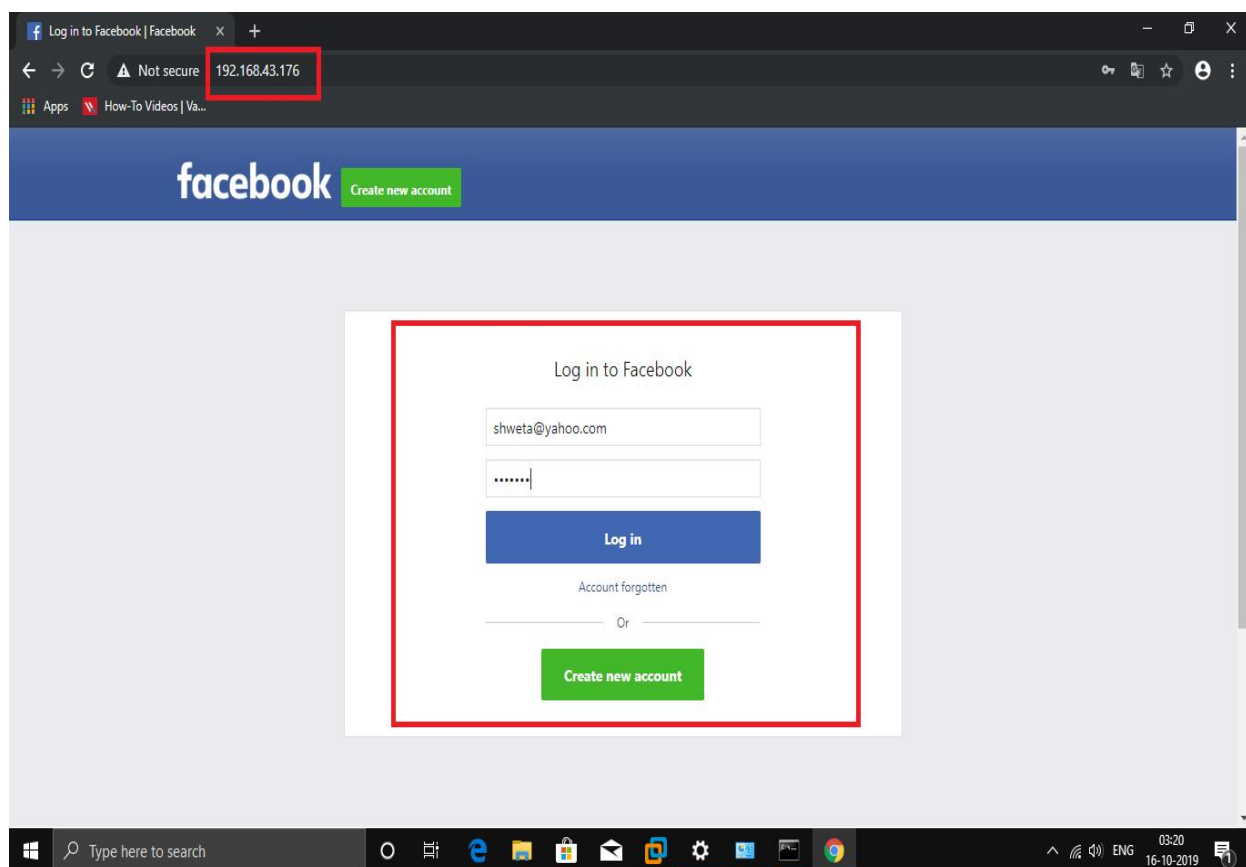 Log in to Facebook | Facebook
Not secure 192.168.43.176
Apps How-To Videos | Va...
facebook Create new account
Log in to Facebook
shweta@yahoo.com
•••••••
Log in
Account forgotten
Or
Create new account
Type here to search
ENG
03:20
16-10-2019
1